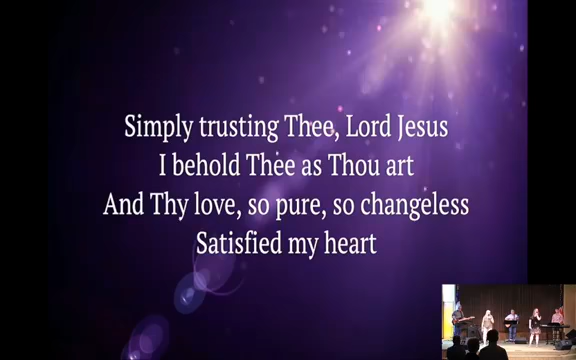 Simply trusting Thee, Lord Jesus
I behold Thee as Thou art
And Thy love, so pure, so changeless
Satisfied my heart